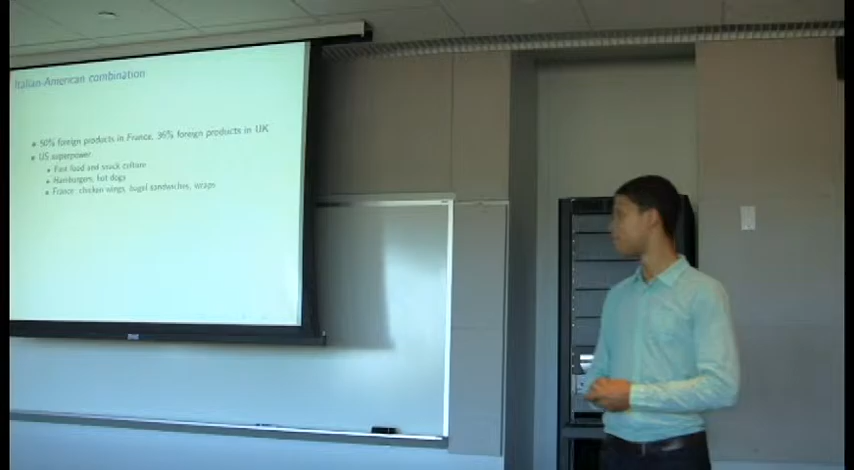 Italian-American combination
50% foreign products in France, 36% foreign products in UK
US superpower
Fast food and snack culture
Hamburgers, hot dogs
France: chicken wings, bagel sandwiches, wraps